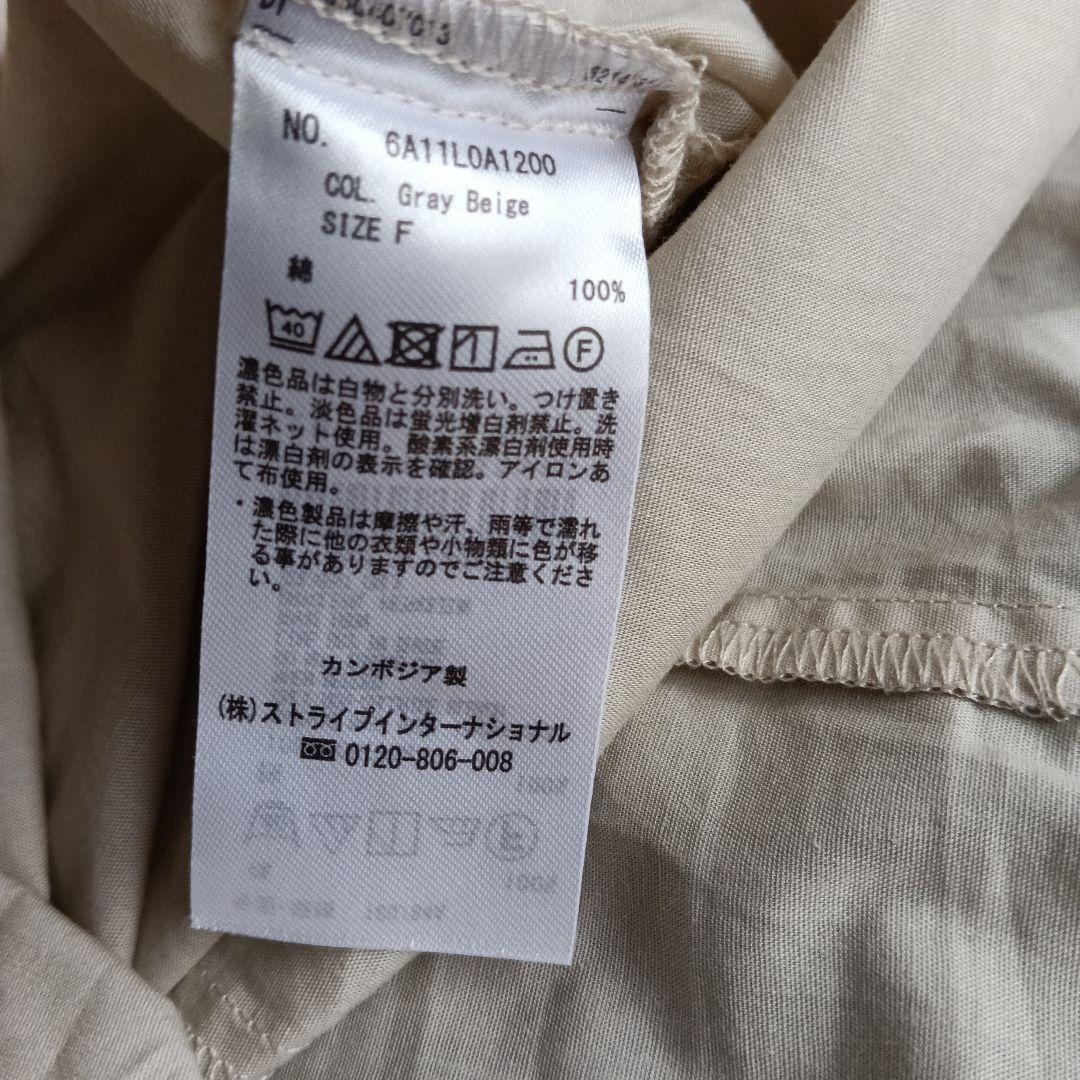 NO. 6A11L0A1200
COL. Gray Beige
SIZE F
綿 100%
40 F
濃色品は白物と分別洗い。つけ置き
禁止。淡色品は蛍光増白剤禁止。洗
濯ネット使用。酸素系漂白剤使用時
は漂白剤の表示を確認。アイロンあ
て布使用。
・濃色製品は摩擦や汗、雨等で濡れ
た際に他の衣類や小物類に色が移
る事がありますのでご注意くださ
い。
カンボジア製
(株)ストライプインターナショナル
0120-806-008